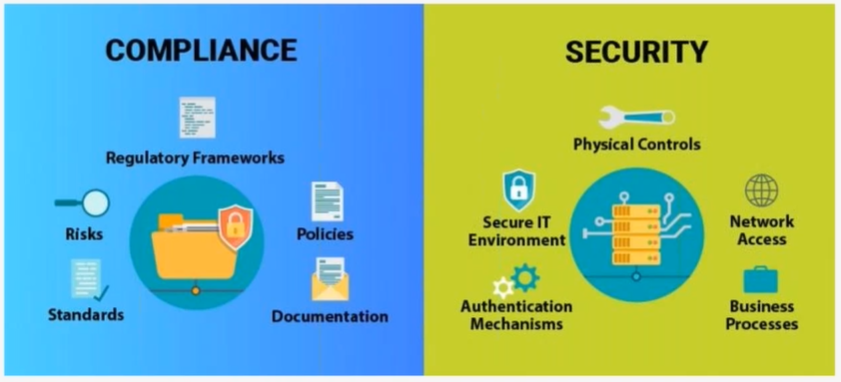 COMPLIANCE
Regulatory Frameworks
Risks
Policies
Standards
Documentation
SECURITY
Physical Controls
Secure IT
Environment
Network
Access
Authentication
Mechanisms
Business
Processes